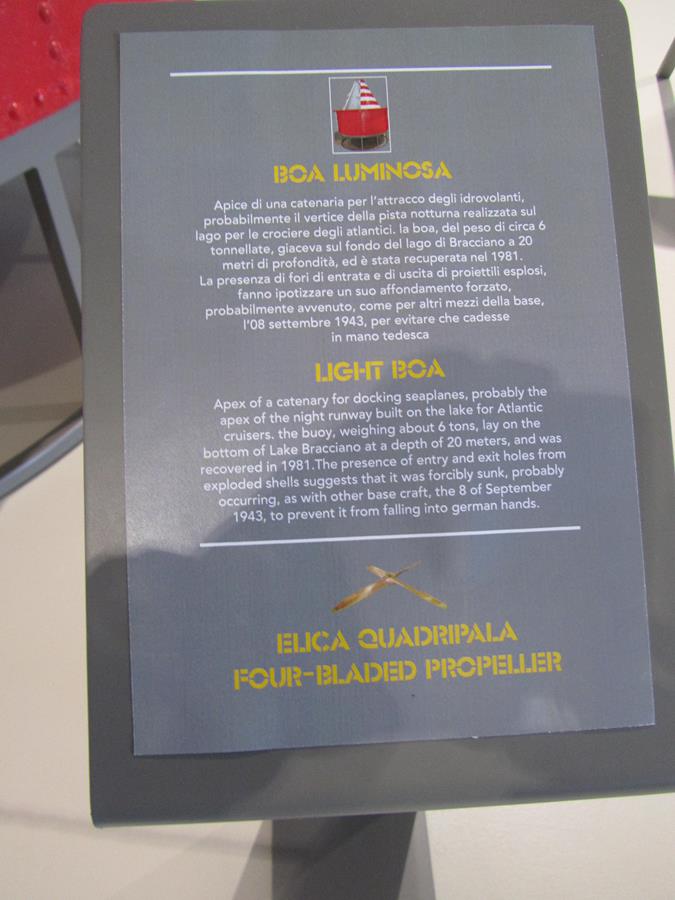 BOA LUMINOSA
Apice di una catenaria per l'attracco degli idrovolanti,
probabilmente il vertice della pista notturna realizzata sul
lago per le crociere degli atlantici. la boa, del peso di circa 6
tonnellate, giaceva sul fondo del lago di Bracciano a 20
metri di profondità, ed è stata recuperata nel 1981.
La presenza di fori di entrata e di uscita di proiettili esplosi,
fanno ipotizzare un suo affondamento forzato,
probabilmente avvenuto, come per altri mezzi della base,
l'08 settembre 1943, per evitare che cadesse
in mano tedesca
LIGHT BOA
Apex of a catenary for docking seaplanes, probably the
apex of the night runway built on the lake for Atlantic
cruisers. the buoy, weighing about 6 tons, lay on the
bottom of Lake Bracciano at a depth of 20 meters, and was
recovered in 1981.The presence of entry and exit holes from
exploded shells suggests that it was forcibly sunk, probably
occurring, as with other base craft, the 8 of September
1943, to prevent it from falling into german hands.
ELICA QUADRIPALA
FOUR-BLADED PROPELLER